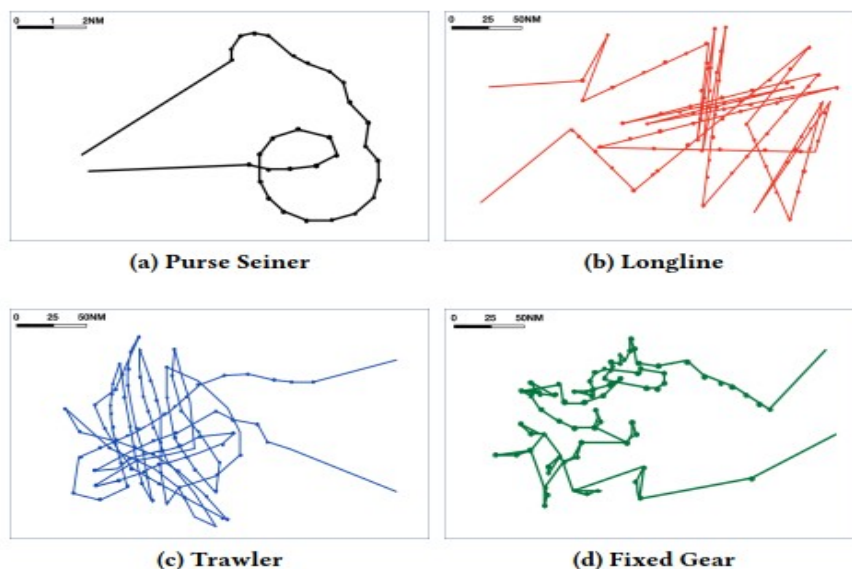 0 1 2NM
0 25 50NM
(a) Purse Seiner
(b) Longline
0 25 50NM
0 25 50NM
(c) Trawler
(d) Fixed Gear